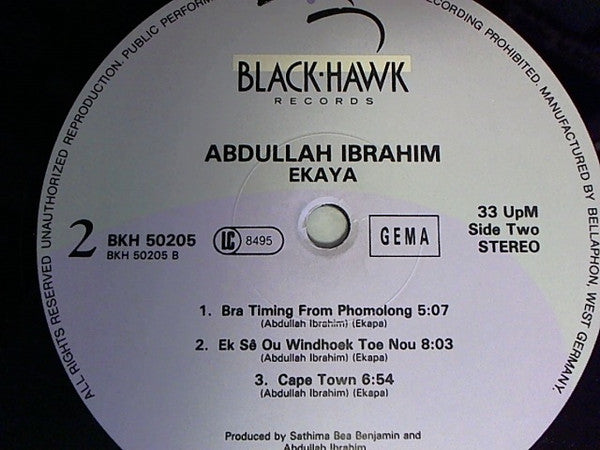 ALL RIGHTS RESERVED UNAUTHORIZED REPRODUCTION. PUBLIC PERFORM
RECORDING PROHIBITED. MANUFACTURED BY BELLAPHON, WEST GERMANY.
BLACK·HAWK
RECORDS
ABDULLAH IBRAHIM
EKAYA
2
BKH 50205
BKH 50205 B
LC 8495
GEMA
33 UpM
Side Two
STEREO
1. Bra Timing From Phomolong 5:07
(Abdullah Ibrahim) (Ekapa)
2. Ek Sê Ou Windhoek Toe Nou 8:03
(Abdullah Ibrahim) (Ekapa)
3. Cape Town 6:54
(Abdullah Ibrahim) (Ekapa)
Produced by Sathima Bea Benjamin and
Abdullah Ibrahim